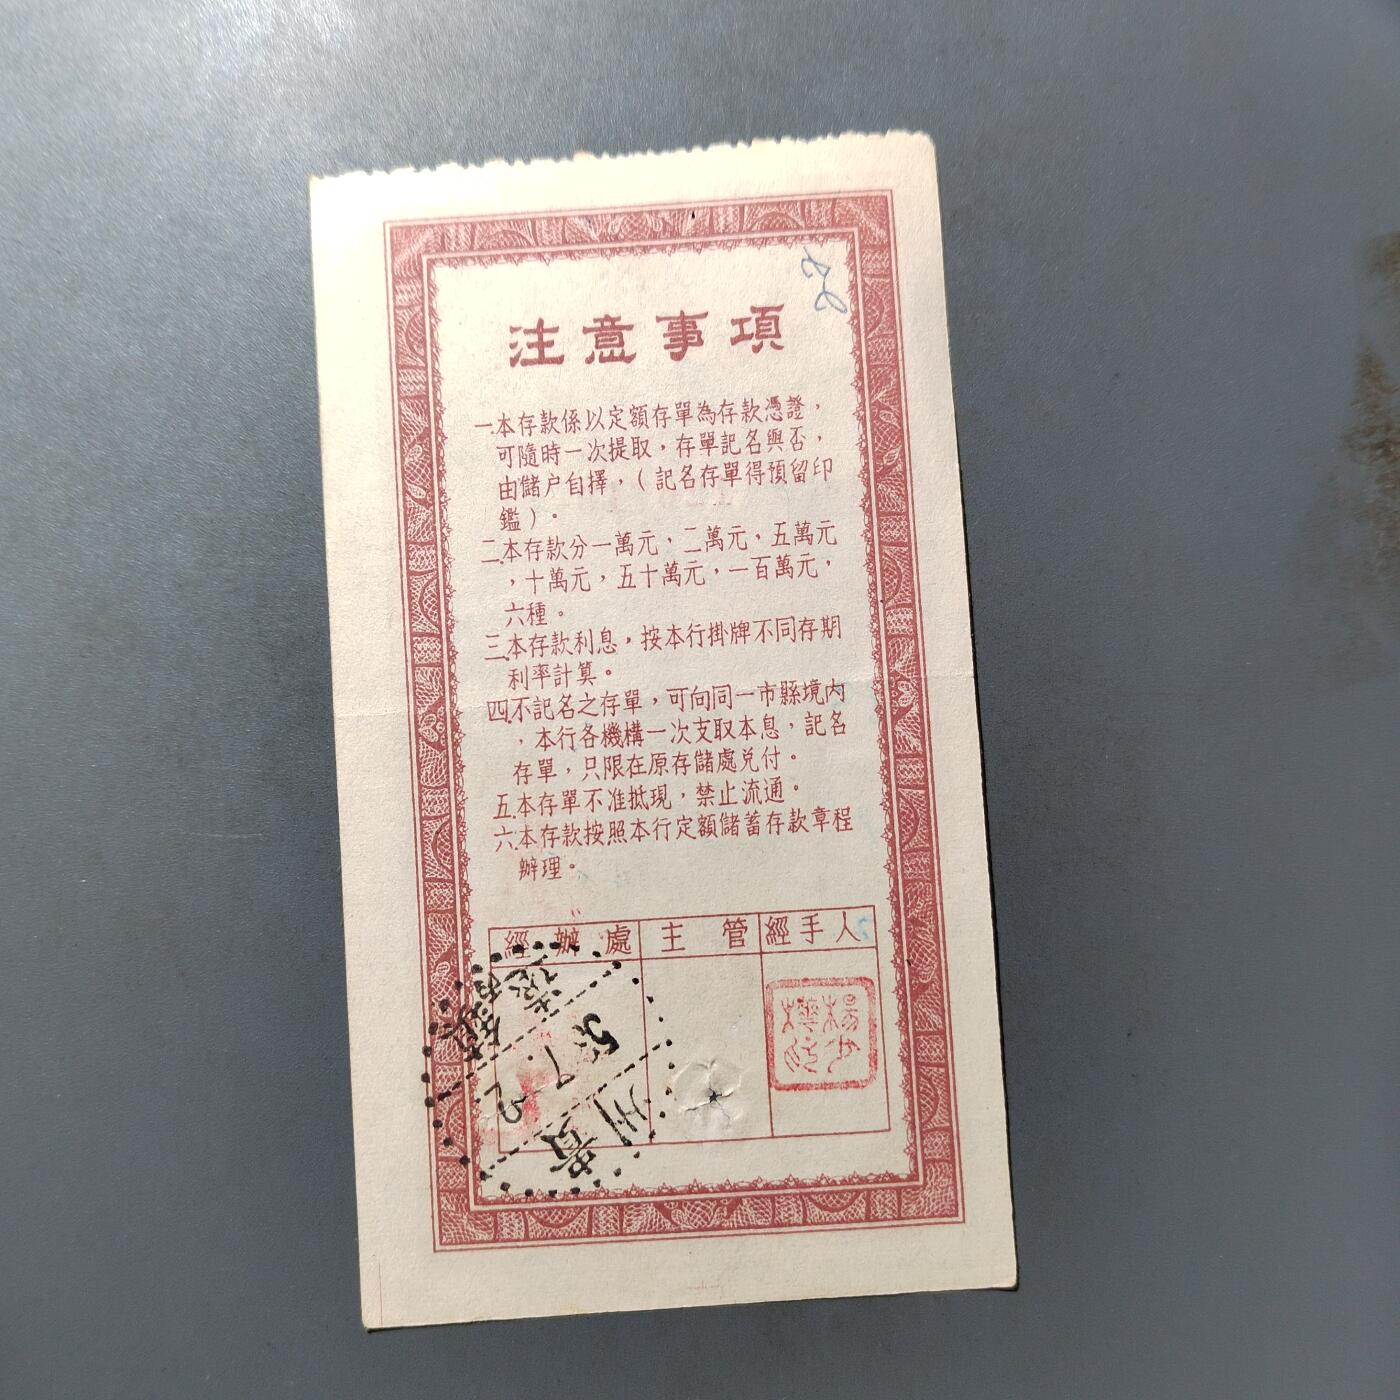 注意事項
一.本存款係以定額存單為存款憑證，
可隨時一次提取，存單記名與否，
由儲户自擇，（記名存單得預留印
鑑）。
二.本存款分一萬元，二萬元，五萬元
，十萬元，五十萬元，一百萬元，
六種。
三.本存款利息，按本行掛牌不同存期
利率計算。
四.不記名之存單，可向同一市縣境內
，本行各機構一次支取本息，記名
存單，只限在原存儲處兑付。
五.本存單不准抵現，禁止流通。
六.本存款按照本行定額儲蓄存款章程
辦理。
經辦處 主管 經手人
貴州